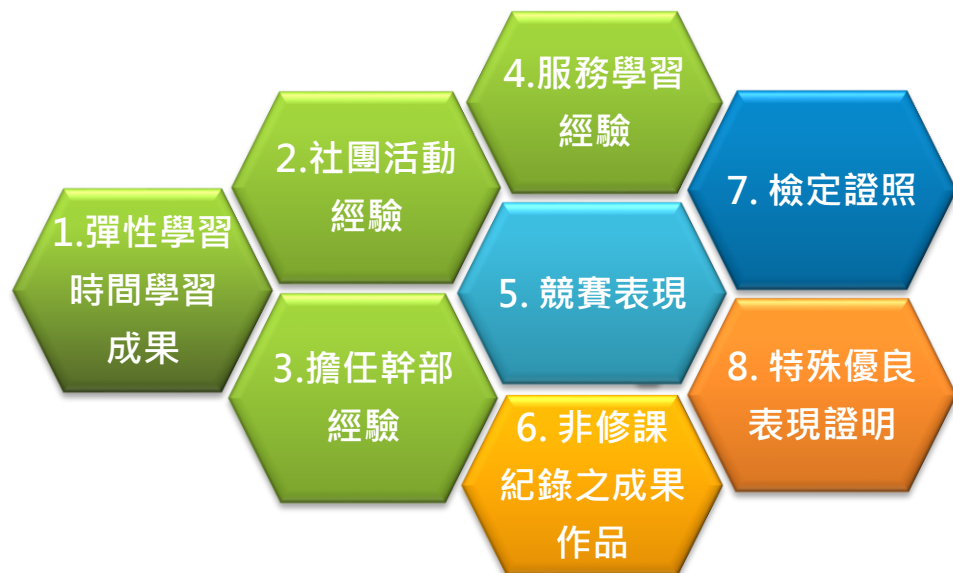 1.彈性學習
時間學習
成果
2.社團活動
經驗
3.擔任幹部
經驗
4.服務學習
經驗
5. 競賽表現
6. 非修課
紀錄之成果
作品
7. 檢定證照
8. 特殊優良
表現證明